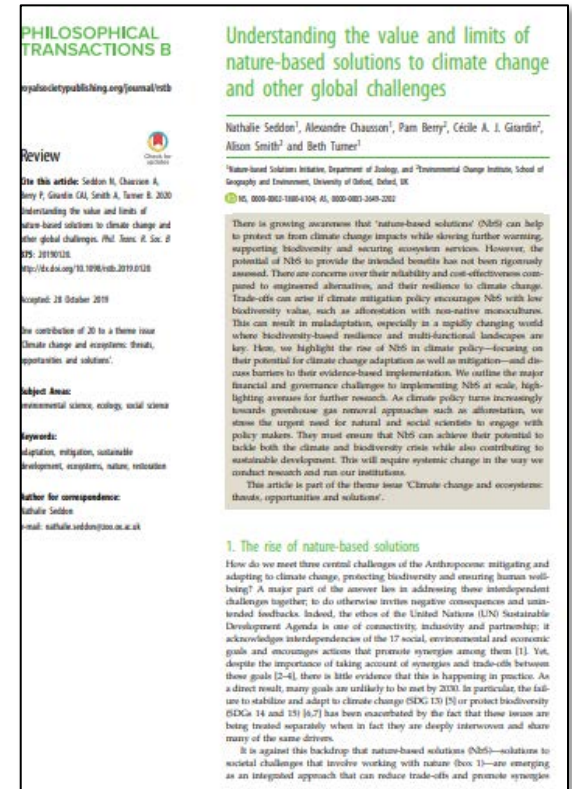 PHILOSOPHICAL
TRANSACTIONS B
royalsocietypublishing.org/journal/rstb
Review
Check for
updates
Cite this article: Seddon N, Chausson A,
Berry P, Girardin CAJ, Smith A, Turner B. 2020
Understanding the value and limits of
nature-based solutions to climate change and
other global challenges. Phil. Trans. R. Soc. B
375: 20190120.
http://dx.doi.org/10.1098/rstb.2019.0120
Accepted: 28 October 2019
One contribution of 20 to a theme issue
'Climate change and ecosystems: threats,
opportunities and solutions'.
Subject Areas:
environmental science, ecology, social science
Keywords:
adaptation, mitigation, sustainable
development, ecosystems, nature, restoration
Author for correspondence:
Nathalie Seddon
e-mail: nathalie.seddon@zoo.ox.ac.uk
Understanding the value and limits of
nature-based solutions to climate change
and other global challenges
Nathalie Seddon1, Alexandre Chausson1, Pam Berry2, Cécile A. J. Girardin2,
Alison Smith2 and Beth Turner1
1Nature-based Solutions Initiative, Department of Zoology, and 2Environmental Change Institute, School of
Geography and Environment, University of Oxford, Oxford, UK
NS, 0000-0002-1880-6104; AS, 0000-0003-3649-2202
There is growing awareness that 'nature-based solutions' (NbS) can help
to protect us from climate change impacts while slowing further warming,
supporting biodiversity and securing ecosystem services. However, the
potential of NbS to provide the intended benefits has not been rigorously
assessed. There are concerns over their reliability and cost-effectiveness com-
pared to engineered alternatives, and their resilience to climate change.
Trade-offs can arise if climate mitigation policy encourages NbS with low
biodiversity value, such as afforestation with non-native monocultures.
This can result in maladaptation, especially in a rapidly changing world
where biodiversity-based resilience and multi-functional landscapes are
key. Here, we highlight the rise of NbS in climate policy—focusing on
their potential for climate change adaptation as well as mitigation—and dis-
cuss barriers to their evidence-based implementation. We outline the major
financial and governance challenges to implementing NbS at scale, high-
lighting avenues for further research. As climate policy turns increasingly
towards greenhouse gas removal approaches such as afforestation, we
stress the urgent need for natural and social scientists to engage with
policy makers. They must ensure that NbS can achieve their potential to
tackle both the climate and biodiversity crisis while also contributing to
sustainable development. This will require systemic change in the way we
conduct research and run our institutions.
This article is part of the theme issue 'Climate change and ecosystems:
threats, opportunities and solutions'.
1. The rise of nature-based solutions
How do we meet three central challenges of the Anthropocene: mitigating and
adapting to climate change, protecting biodiversity and ensuring human well-
being? A major part of the answer lies in addressing these interdependent
challenges together; to do otherwise invites negative consequences and unin-
tended feedbacks. Indeed, the ethos of the United Nations (UN) Sustainable
Development Agenda is one of connectivity, inclusivity and partnership; it
acknowledges interdependencies of the 17 social, environmental and economic
goals and encourages actions that promote synergies among them [1]. Yet,
despite the importance of taking account of synergies and trade-offs between
these goals [2–4], there is little evidence that this is happening in practice. As
a direct result, many goals are unlikely to be met by 2030. In particular, the fail-
ure to stabilize and adapt to climate change (SDG 13) [5] or protect biodiversity
(SDGs 14 and 15) [6,7] has been exacerbated by the fact that these issues are
being treated separately when in fact they are deeply interwoven and share
many of the same drivers.
It is against this backdrop that nature-based solutions (NbS)—solutions to
societal challenges that involve working with nature (box 1)—are emerging
as an integrated approach that can reduce trade-offs and promote synergies